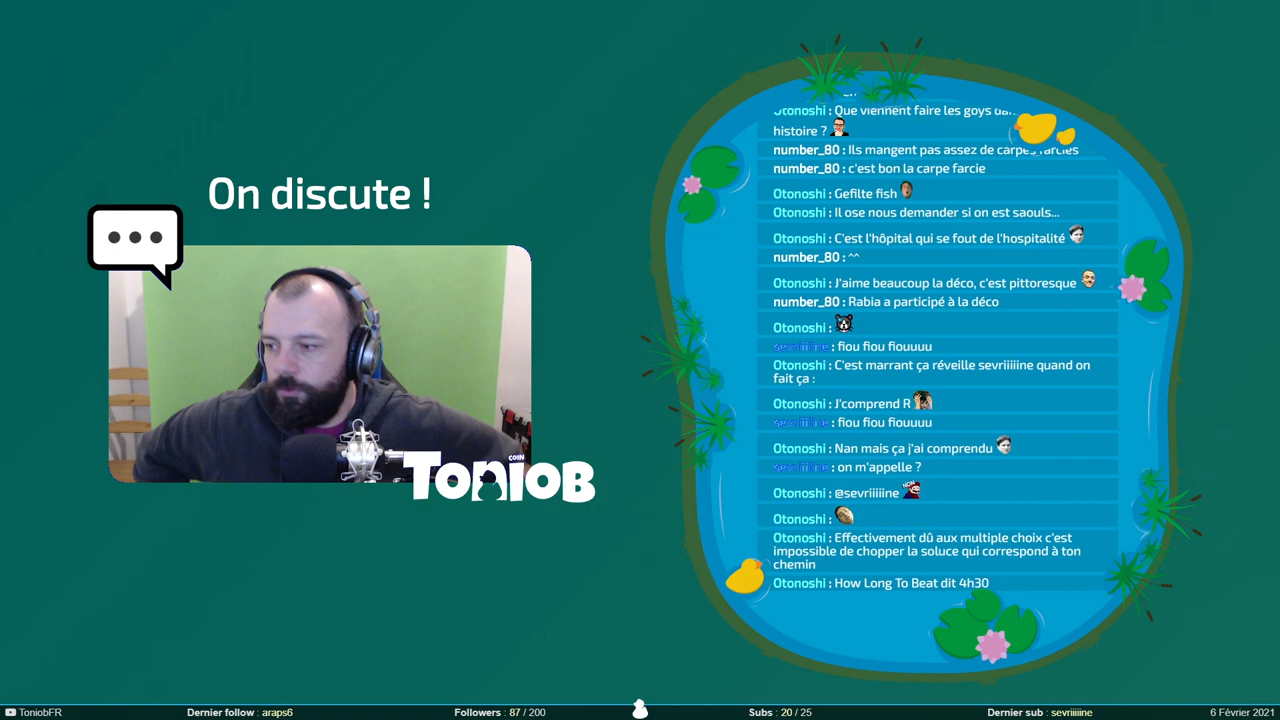 On discute !
COIN
ToNioB
Otonoshi : Que viennent faire les goys
histoire ?
number_80 : Ils mangent pas assez de carpes farcies
number_80 : c'est bon la carpe farcie
Otonoshi : Gefilte fish
Otonoshi : Il ose nous demander si on est saouls...
Otonoshi : C'est l'hôpital qui se fout de l'hospitalité
number_80 : ^^
Otonoshi : J'aime beaucoup la déco, c'est pittoresque
number_80 : Rabia a participé à la déco
Otonoshi :
sevriiiiine : fiou fiou fiouuuu
Otonoshi : C'est marrant ça réveille sevriiiiine quand on
fait ça :
Otonoshi : J'comprend R
sevriiiiine : fiou fiou fiouuuu
Otonoshi : Nan mais ça j'ai comprendu
sevriiiiine : on m'appelle ?
Otonoshi : @sevriiiiine NON
Otonoshi :
Otonoshi : Effectivement dû aux multiple choix c'est
impossible de chopper la soluce qui correspond à ton
chemin
Otonoshi : How Long To Beat dit 4h30
ToniobFR
Dernier follow : araps6
Followers : 87 / 200
Subs : 20 / 25
Dernier sub : sevriiiiine
6 Février 2021